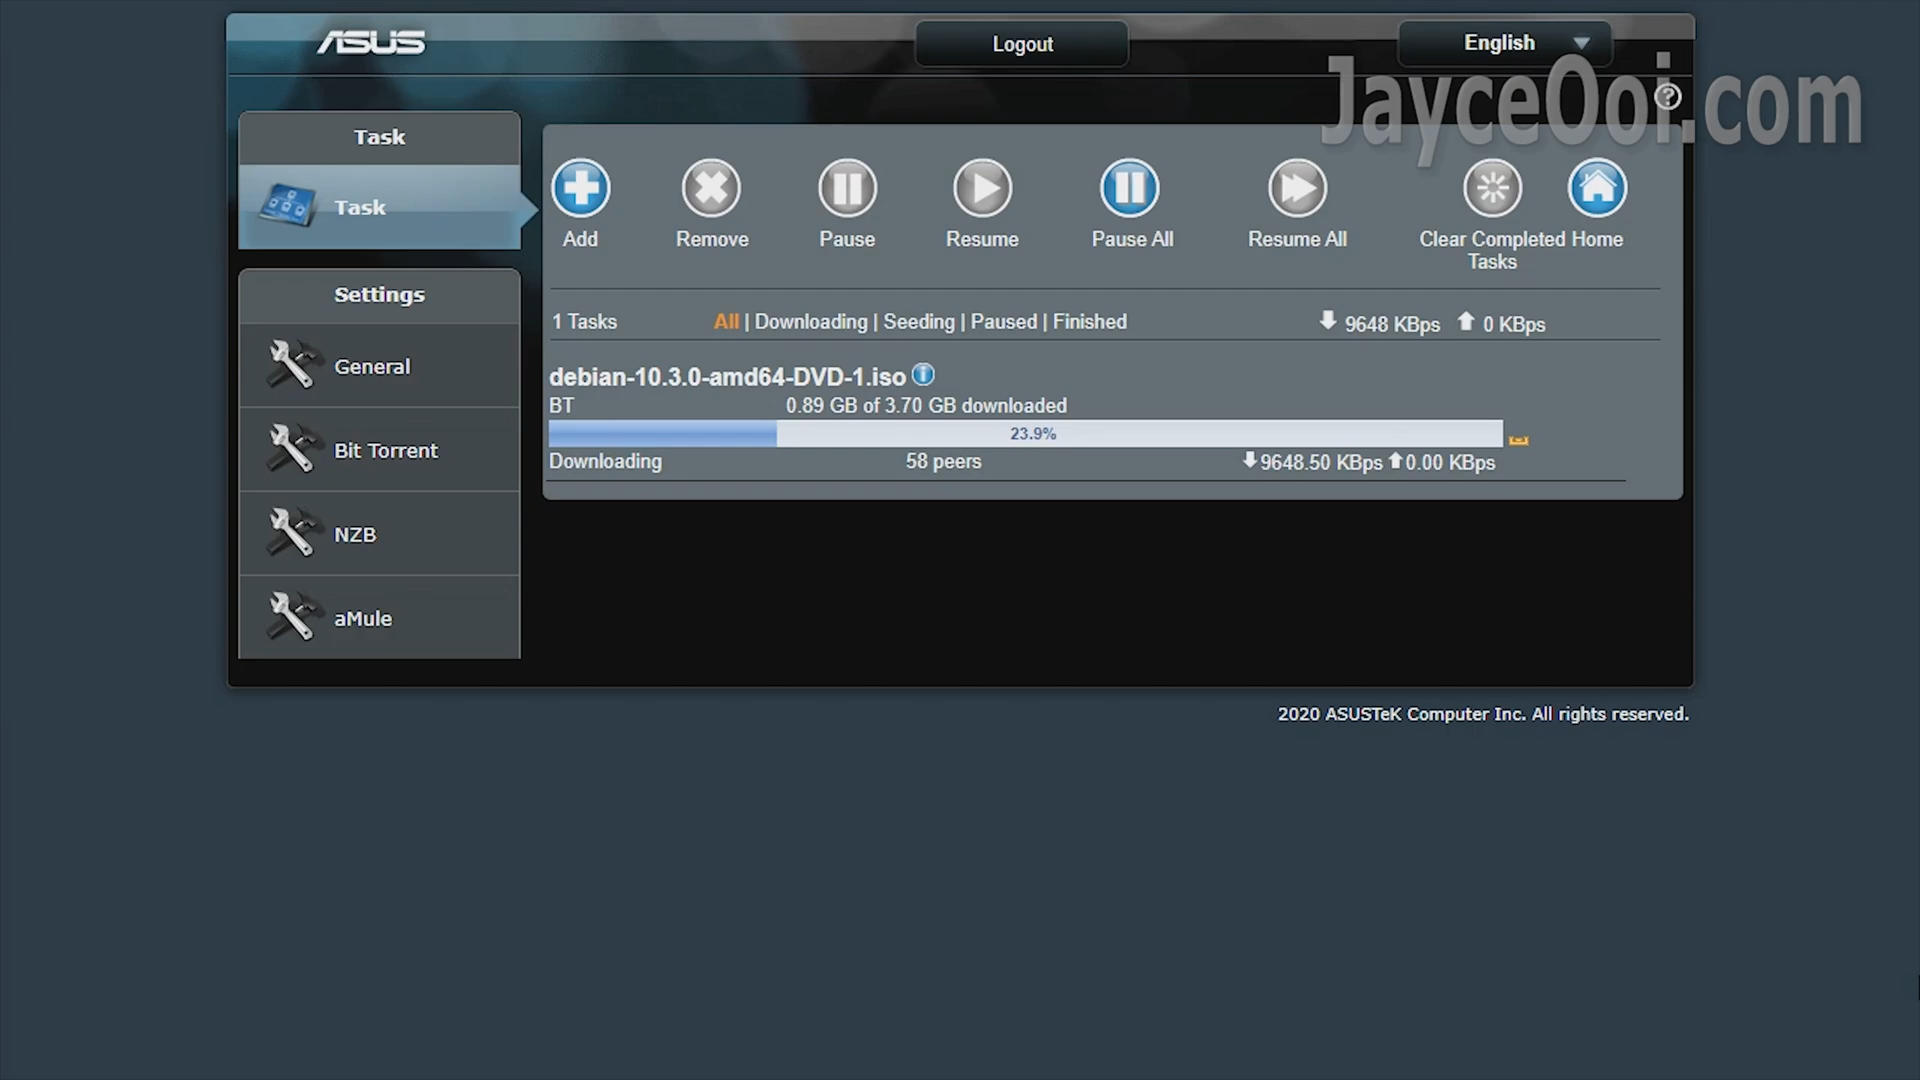 ASUS
Logout
English
JayceOoi.com
Task
Task
Settings
General
Bit Torrent
NZB
aMule
Add
Remove
Pause
Resume
Pause All
Resume All
Clear Completed Tasks
Home
1 Tasks
All | Downloading | Seeding | Paused | Finished
9648 KBps 0 KBps
debian-10.3.0-amd64-DVD-1.iso
BT 0.89 GB of 3.70 GB downloaded
23.9%
Downloading 58 peers 9648.50 KBps 0.00 KBps
2020 ASUSTeK Computer Inc. All rights reserved.